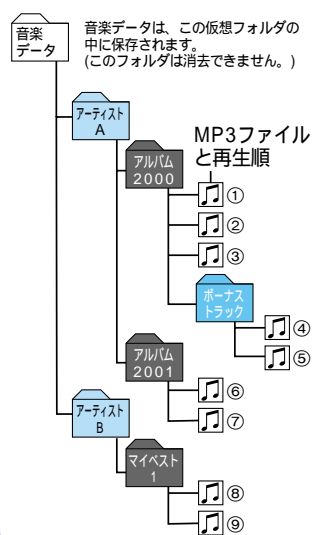 音楽
データ
音楽データは、この仮想フォルダの
中に保存されます。
(このフォルダは消去できません。)
アーティスト
A
MP3ファイル
と再生順
アルバム
2000
①
②
③
ボーナス
トラック
④
⑤
アルバム
2001
⑥
⑦
アーティスト
B
マイベスト
1
⑧
⑨